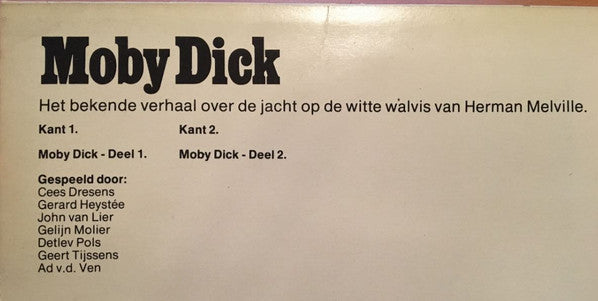 Moby Dick
Het bekende verhaal over de jacht op de witte walvis van Herman Melville.
Kant 1. Kant 2.
Moby Dick - Deel 1. Moby Dick - Deel 2.
Gespeeld door:
Cees Dresens
Gerard Heystée
John van Lier
Gelijn Molier
Detlev Pols
Geert Tijssens
Ad v.d. Ven